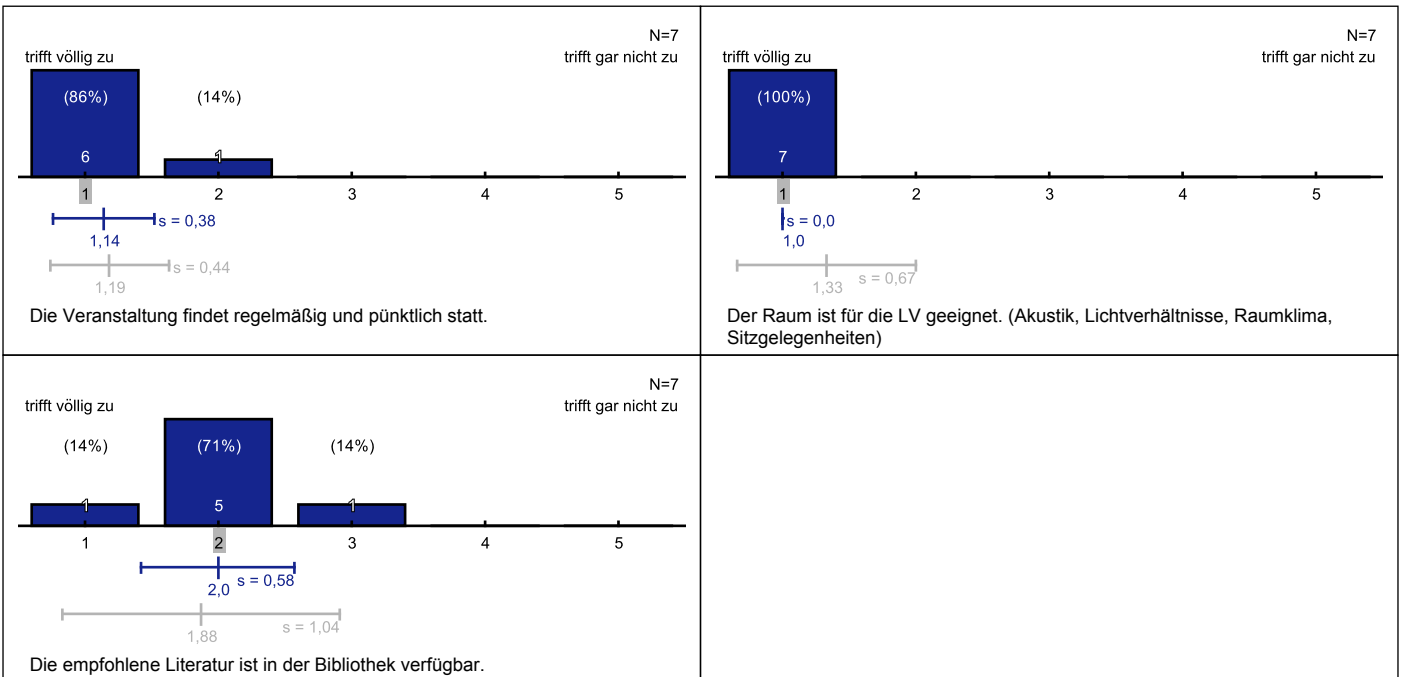 N=7
trifft völlig zu
trifft gar nicht zu
(86%)
(14%)
6
1
1
2
3
4
5
s = 0,38
1,14
s = 0,44
1,19
Die Veranstaltung findet regelmäßig und pünktlich statt.
N=7
trifft völlig zu
trifft gar nicht zu
(100%)
7
1
2
3
4
5
s = 0,0
1,0
s = 0,67
1,33
Der Raum ist für die LV geeignet. (Akustik, Lichtverhältnisse, Raumklima,
Sitzgelegenheiten)
N=7
trifft völlig zu
trifft gar nicht zu
(14%)
(71%)
(14%)
1
5
1
1
2
3
4
5
s = 0,58
2,0
s = 1,04
1,88
Die empfohlene Literatur ist in der Bibliothek verfügbar.